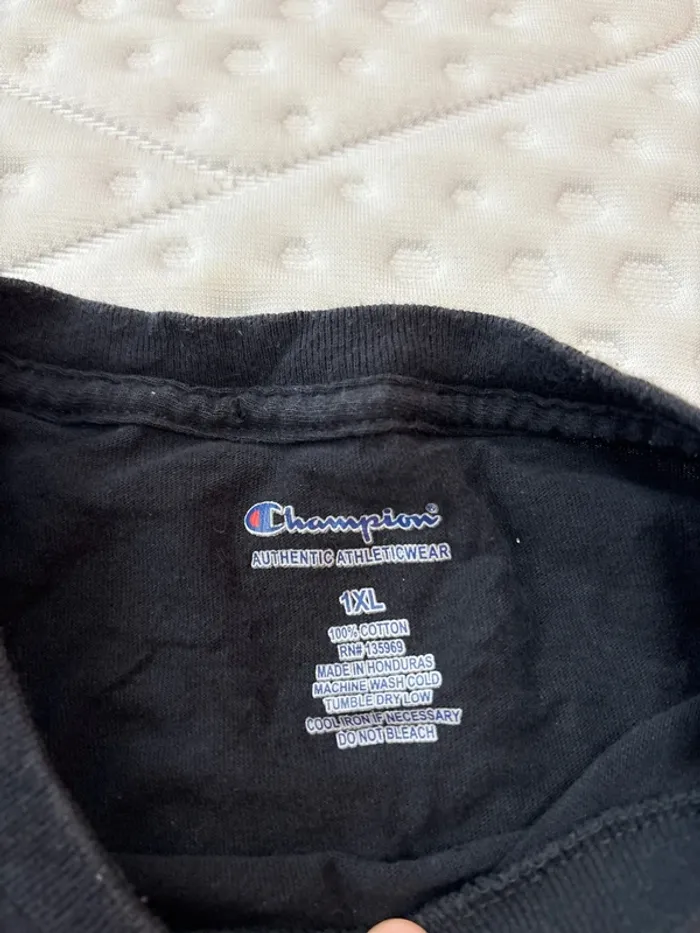 Champion®
AUTHENTIC ATHLETICWEAR
1XL
100% COTTON
RN# 135969
MADE IN HONDURAS
MACHINE WASH COLD
TUMBLE DRY LOW
COOL IRON IF NECESSARY
DO NOT BLEACH